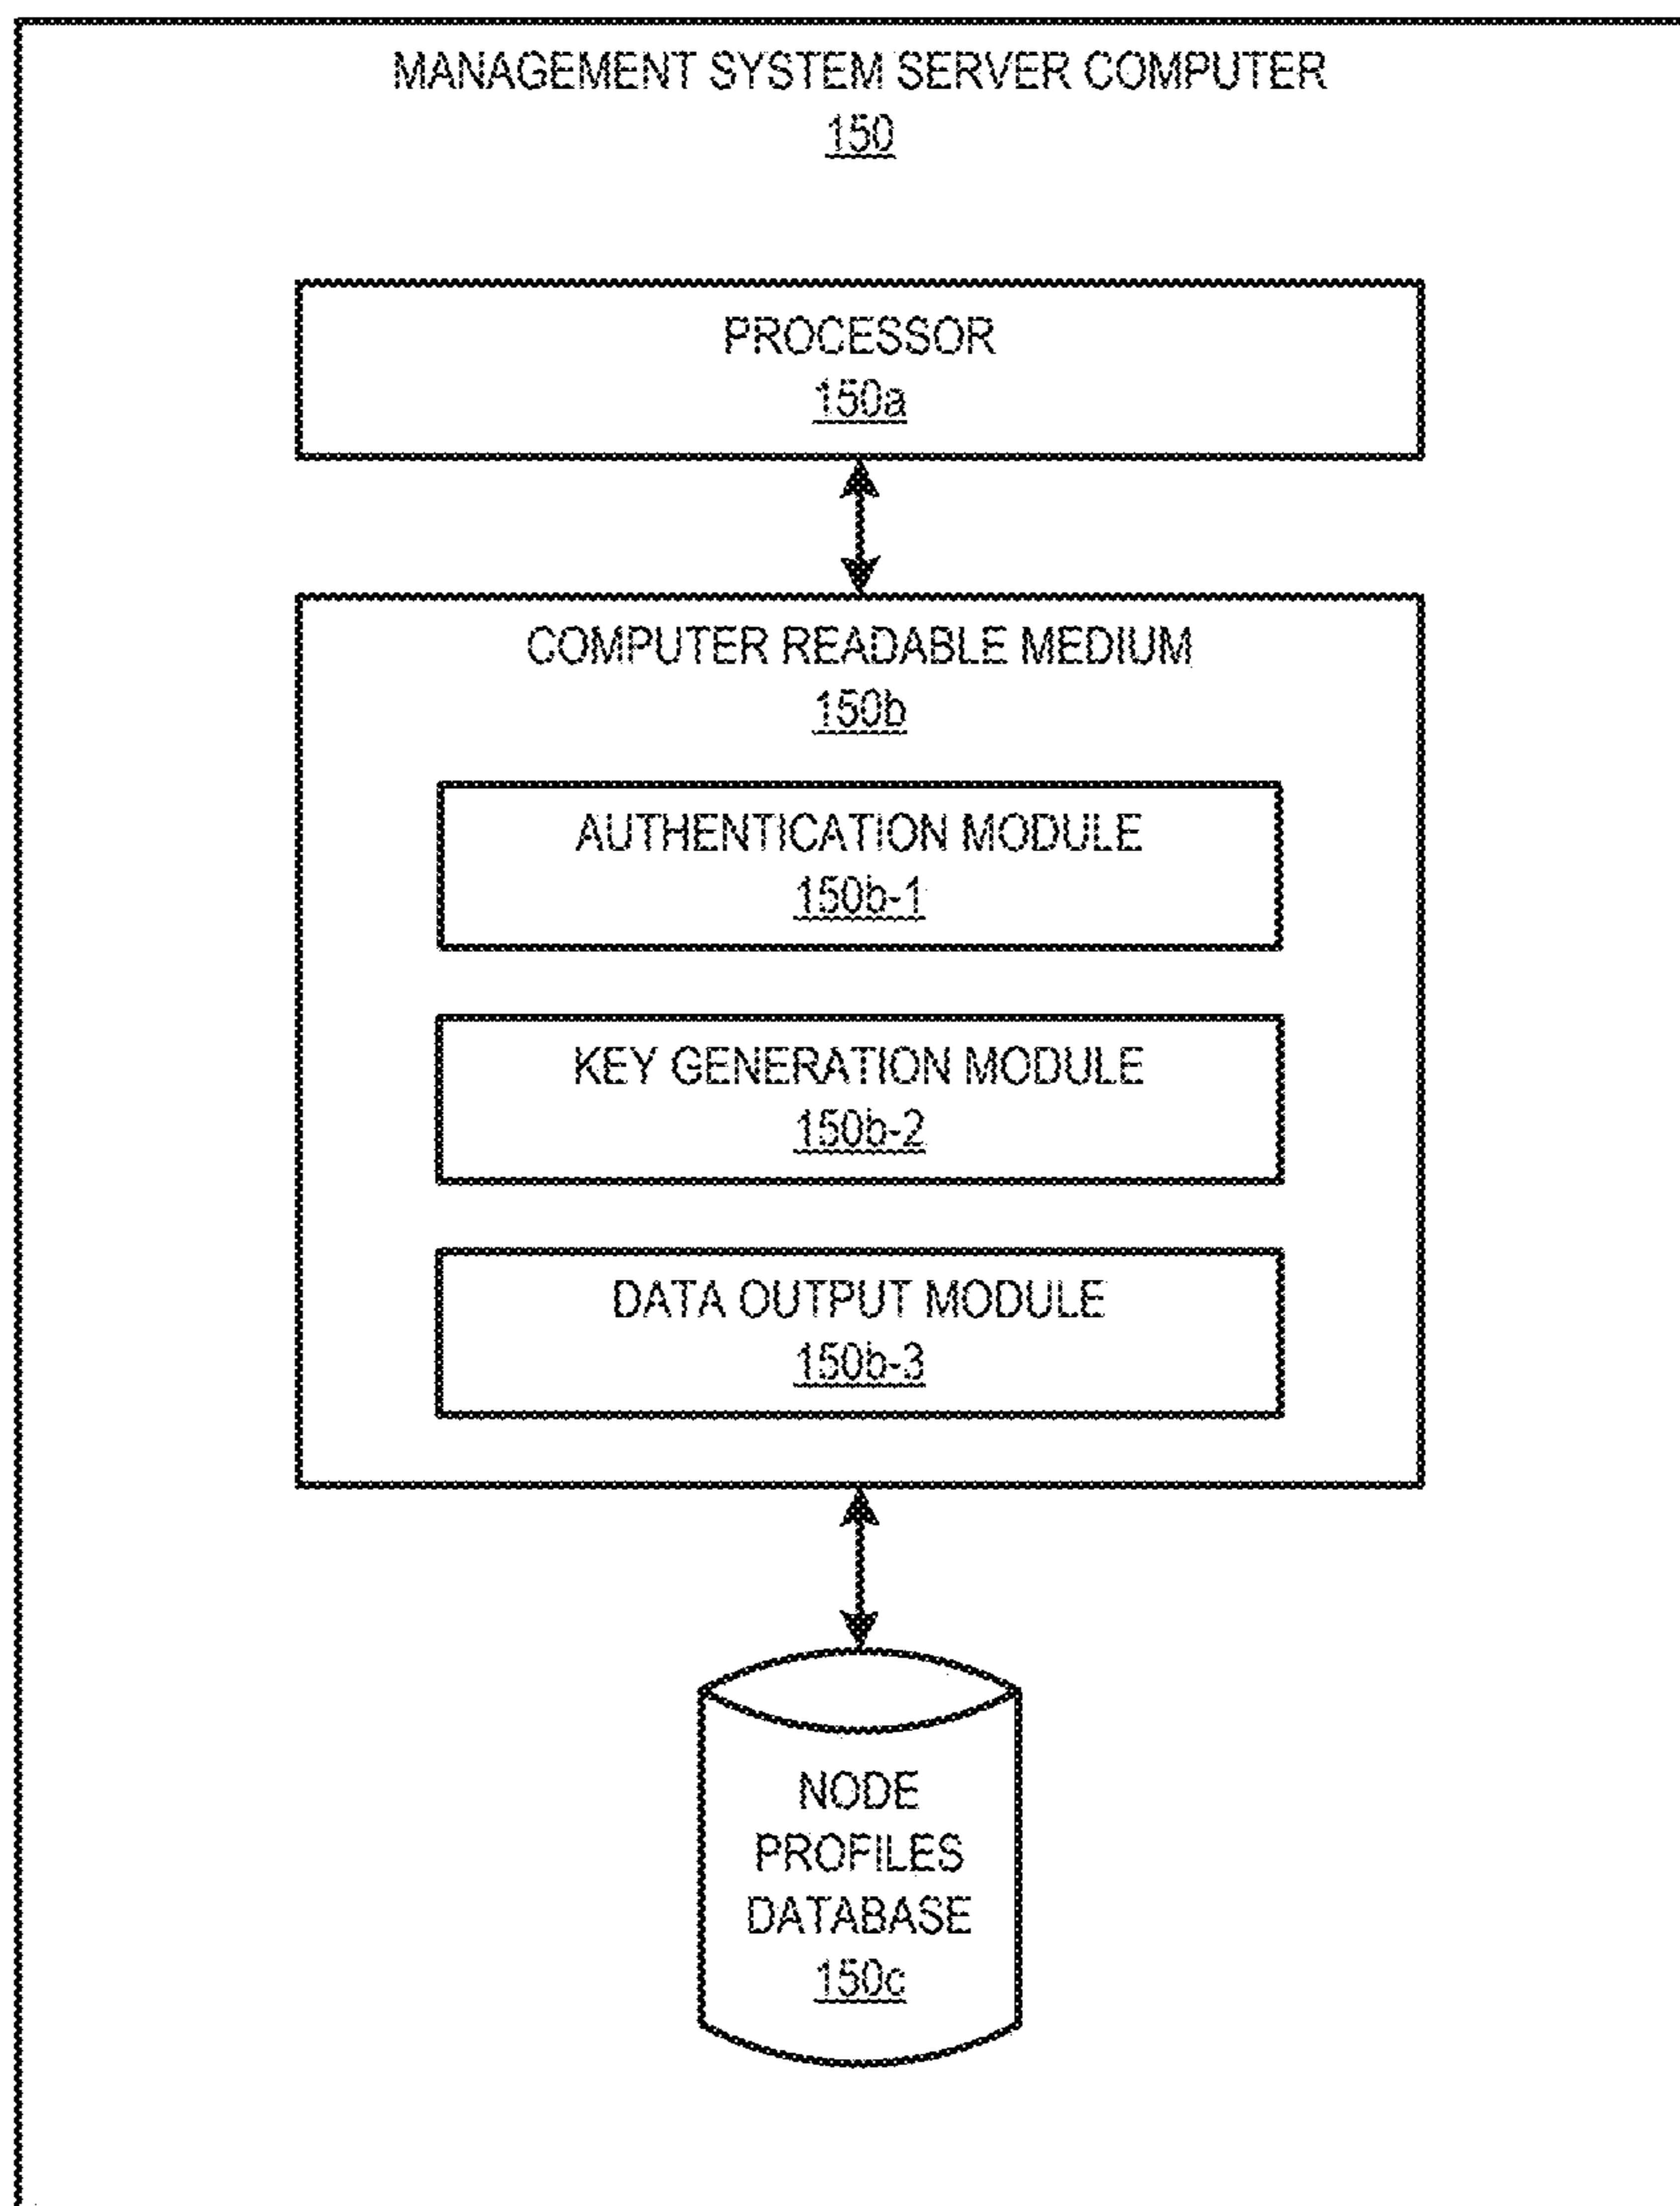 MANAGEMENT SYSTEM SERVER COMPUTER
150
PROCESSOR
150a
COMPUTER READABLE MEDIUM
150b
AUTHENTICATION MODULE
150b-1
KEY GENERATION MODULE
150b-2
DATA OUTPUT MODULE
150b-3
NODE
PROFILES
DATABASE
150c